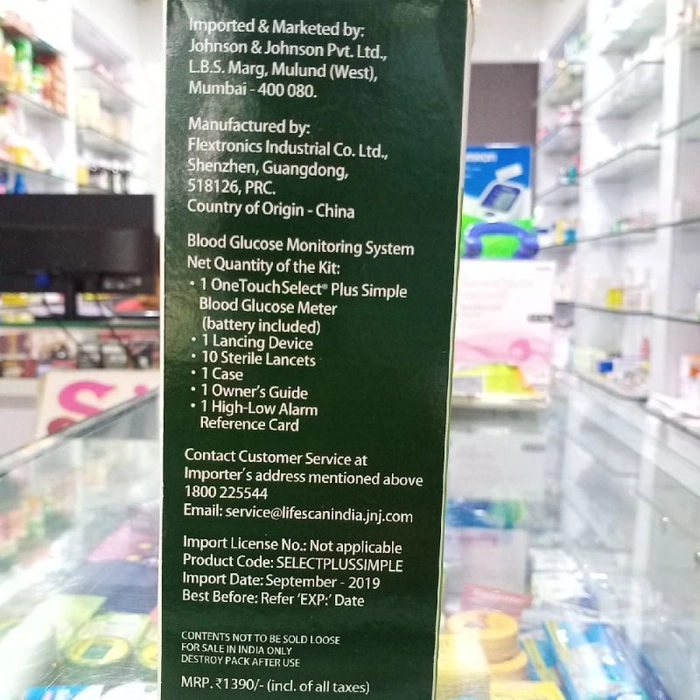 Imported & Marketed by:
Johnson & Johnson Pvt. Ltd.,
L.B.S. Marg, Mulund (West),
Mumbai - 400 080.
Manufactured by:
Flextronics Industrial Co. Ltd.,
Shenzhen, Guangdong,
518126, PRC.
Country of Origin - China
Blood Glucose Monitoring System
Net Quantity of the Kit:
• 1 OneTouchSelect® Plus Simple
Blood Glucose Meter
(battery included)
• 1 Lancing Device
• 10 Sterile Lancets
• 1 Case
• 1 Owner's Guide
• 1 High-Low Alarm
Reference Card
Contact Customer Service at
Importer's address mentioned above
1800 225544
Email: service@lifescanindia.jnj.com
Import License No.: Not applicable
Product Code: SELECTPLUSSIMPLE
Import Date: September - 2019
Best Before: Refer 'EXP:' Date
CONTENTS NOT TO BE SOLD LOOSE
FOR SALE IN INDIA ONLY
DESTROY PACK AFTER USE
MRP. ₹1390/- (incl. of all taxes)